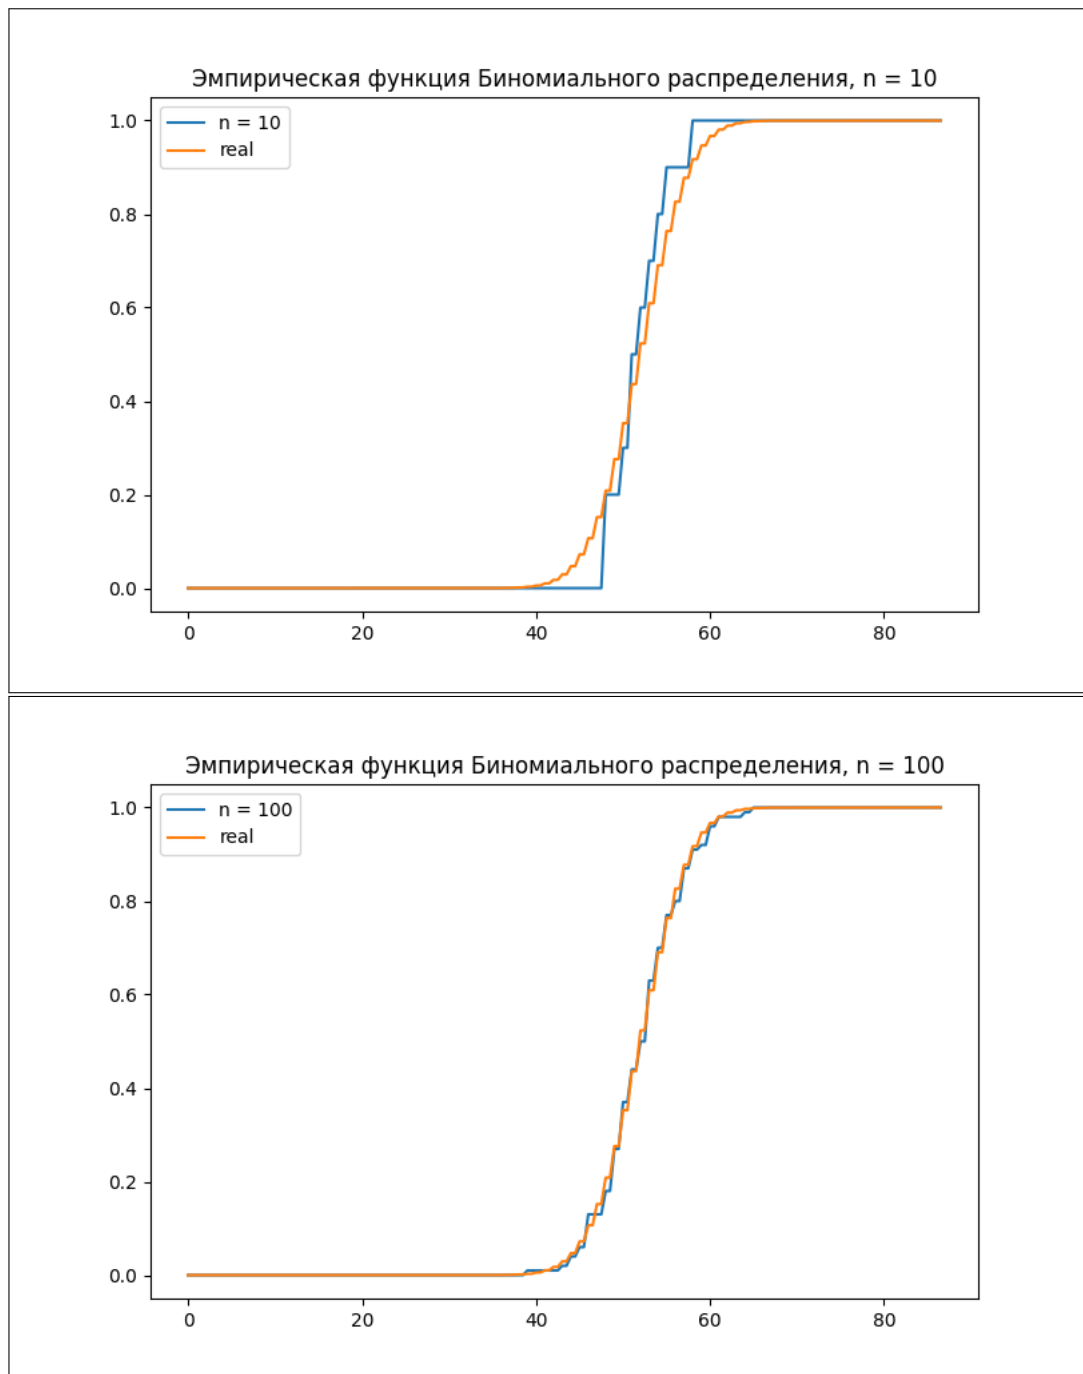 Эмпирическая функция Биномиального распределения, n = 10
n = 10
real
1.0
0.8
0.6
0.4
0.2
0.0
0 20 40 60 80
Эмпирическая функция Биномиального распределения, n = 100
n = 100
real
1.0
0.8
0.6
0.4
0.2
0.0
0 20 40 60 80